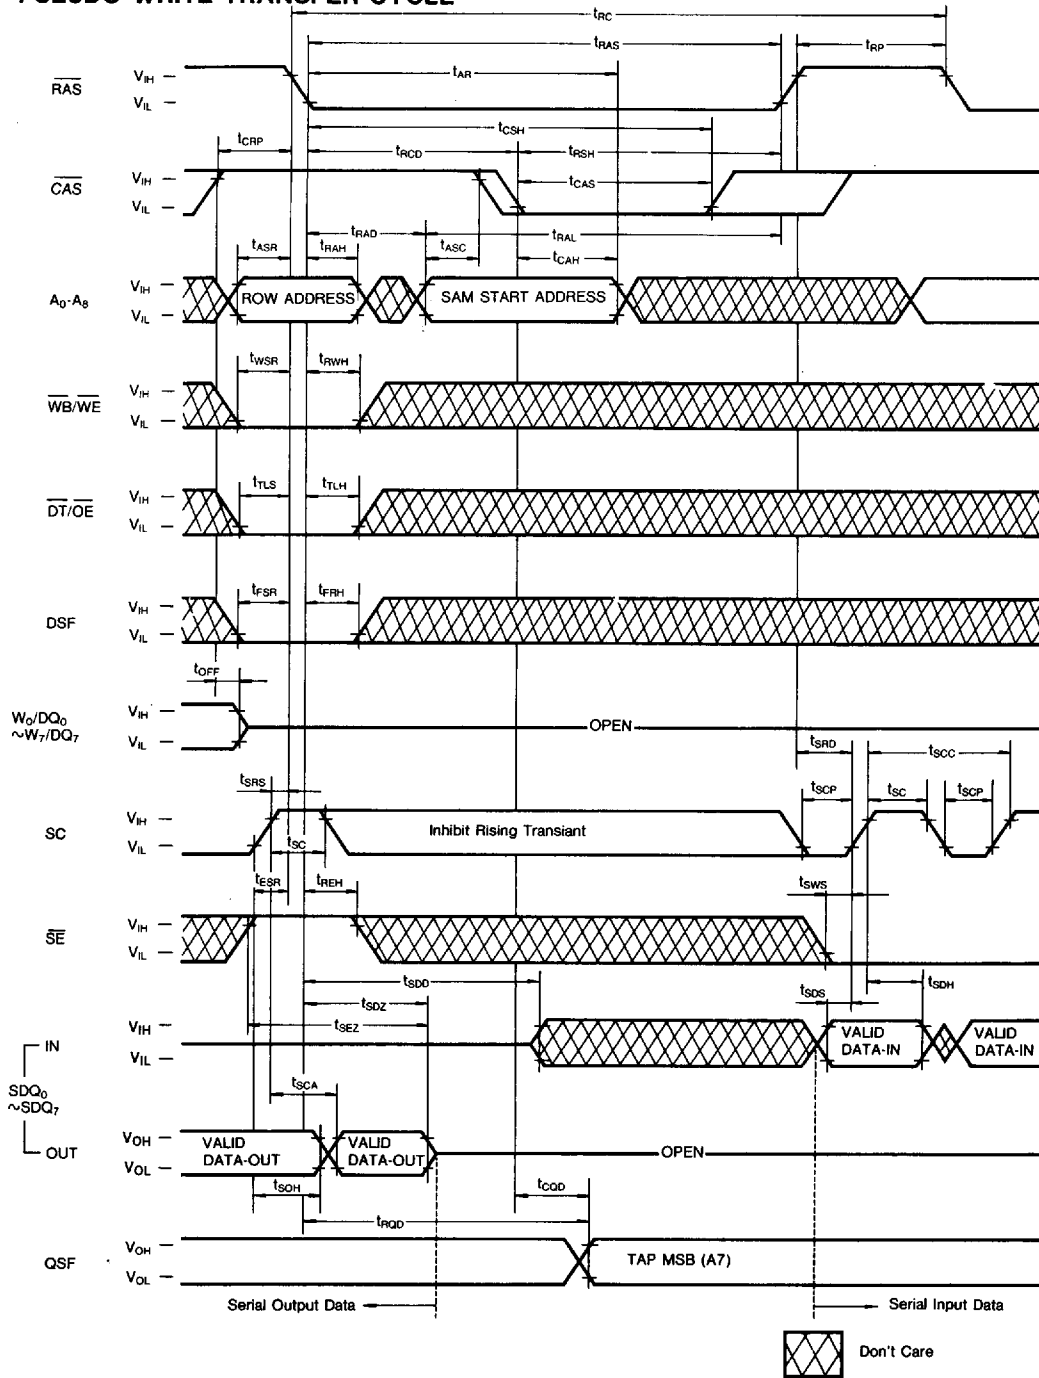 PSEUDO WRITE TRANSFER CYCLE
tRC
tRAS
tRP
tAR
RAS
VIH
VIL
tCSH
tCRP
tRCD
tRSH
CAS
VIH
VIL
tCAS
tRAD
tRAL
tASR
tRAH
tASC
tCAH
A0-A8
VIH
VIL
ROW ADDRESS
SAM START ADDRESS
tWSR
tRWH
WB/WE
VIH
VIL
tTLS
tTLH
DT/OE
VIH
VIL
tFSR
tFRH
DSF
VIH
VIL
tOFF
W0/DQ0
~W7/DQ7
VIH
VIL
OPEN
tSRD
tSCC
tSRS
tSCP
tSC
tSCP
SC
VIH
VIL
tSC
Inhibit Rising Transiant
tESR
tREH
tSWS
SE
VIH
VIL
tSDD
tSDZ
tSEZ
tSDS
tSDH
IN
VIH
VIL
VALID
DATA-IN
VALID
DATA-IN
SDQ0
~SDQ7
tSCA
OUT
VOH
VOL
VALID
DATA-OUT
VALID
DATA-OUT
OPEN
tSOH
tCQD
tRQD
QSF
VOH
VOL
TAP MSB (A7)
Serial Output Data
Serial Input Data
Don't Care